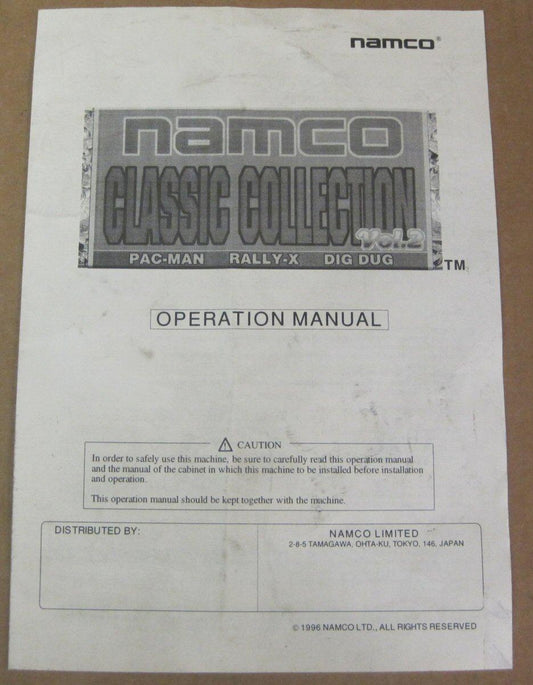 namco®
namco
CLASSIC COLLECTION
Vol.2
PAC-MAN RALLY-X DIG DUG
TM
OPERATION MANUAL
CAUTION
In order to safely use this machine, be sure to carefully read this operation manual
and the manual of the cabinet in which this machine to be installed before installation
and operation.
This operation manual should be kept together with the machine.
DISTRIBUTED BY:
NAMCO LIMITED
2-8-5 TAMAGAWA, OHTA-KU, TOKYO, 146, JAPAN
© 1996 NAMCO LTD., ALL RIGHTS RESERVED